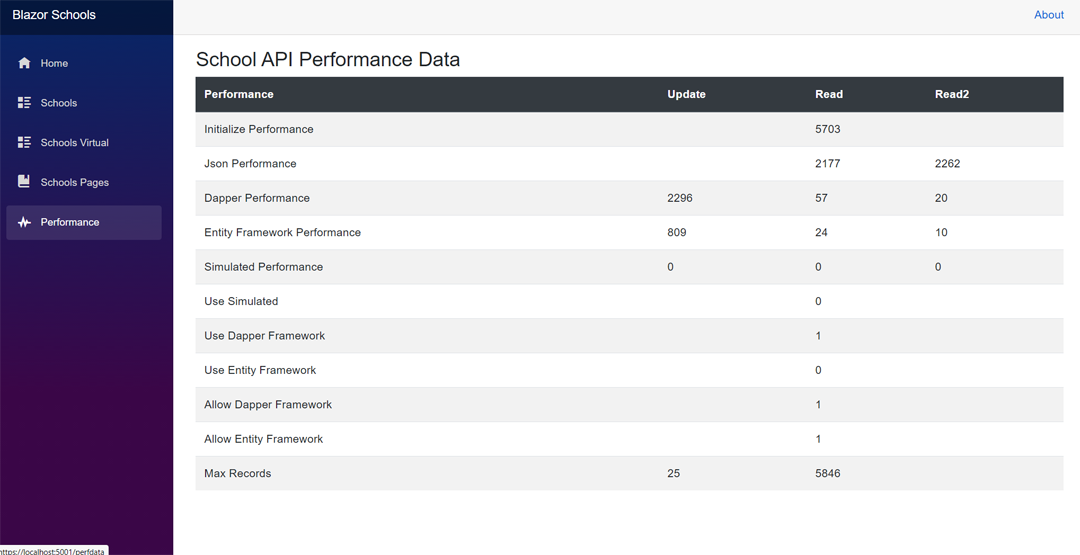 Blazor Schools
About
Home
Schools
Schools Virtual
Schools Pages
Performance
School API Performance Data
Performance Update Read Read2
Initialize Performance 5703
Json Performance 2177 2262
Dapper Performance 2296 57 20
Entity Framework Performance 809 24 10
Simulated Performance 0 0 0
Use Simulated 0
Use Dapper Framework 1
Use Entity Framework 0
Allow Dapper Framework 1
Allow Entity Framework 1
Max Records 25 5846
https://localhost:5001/perfdata